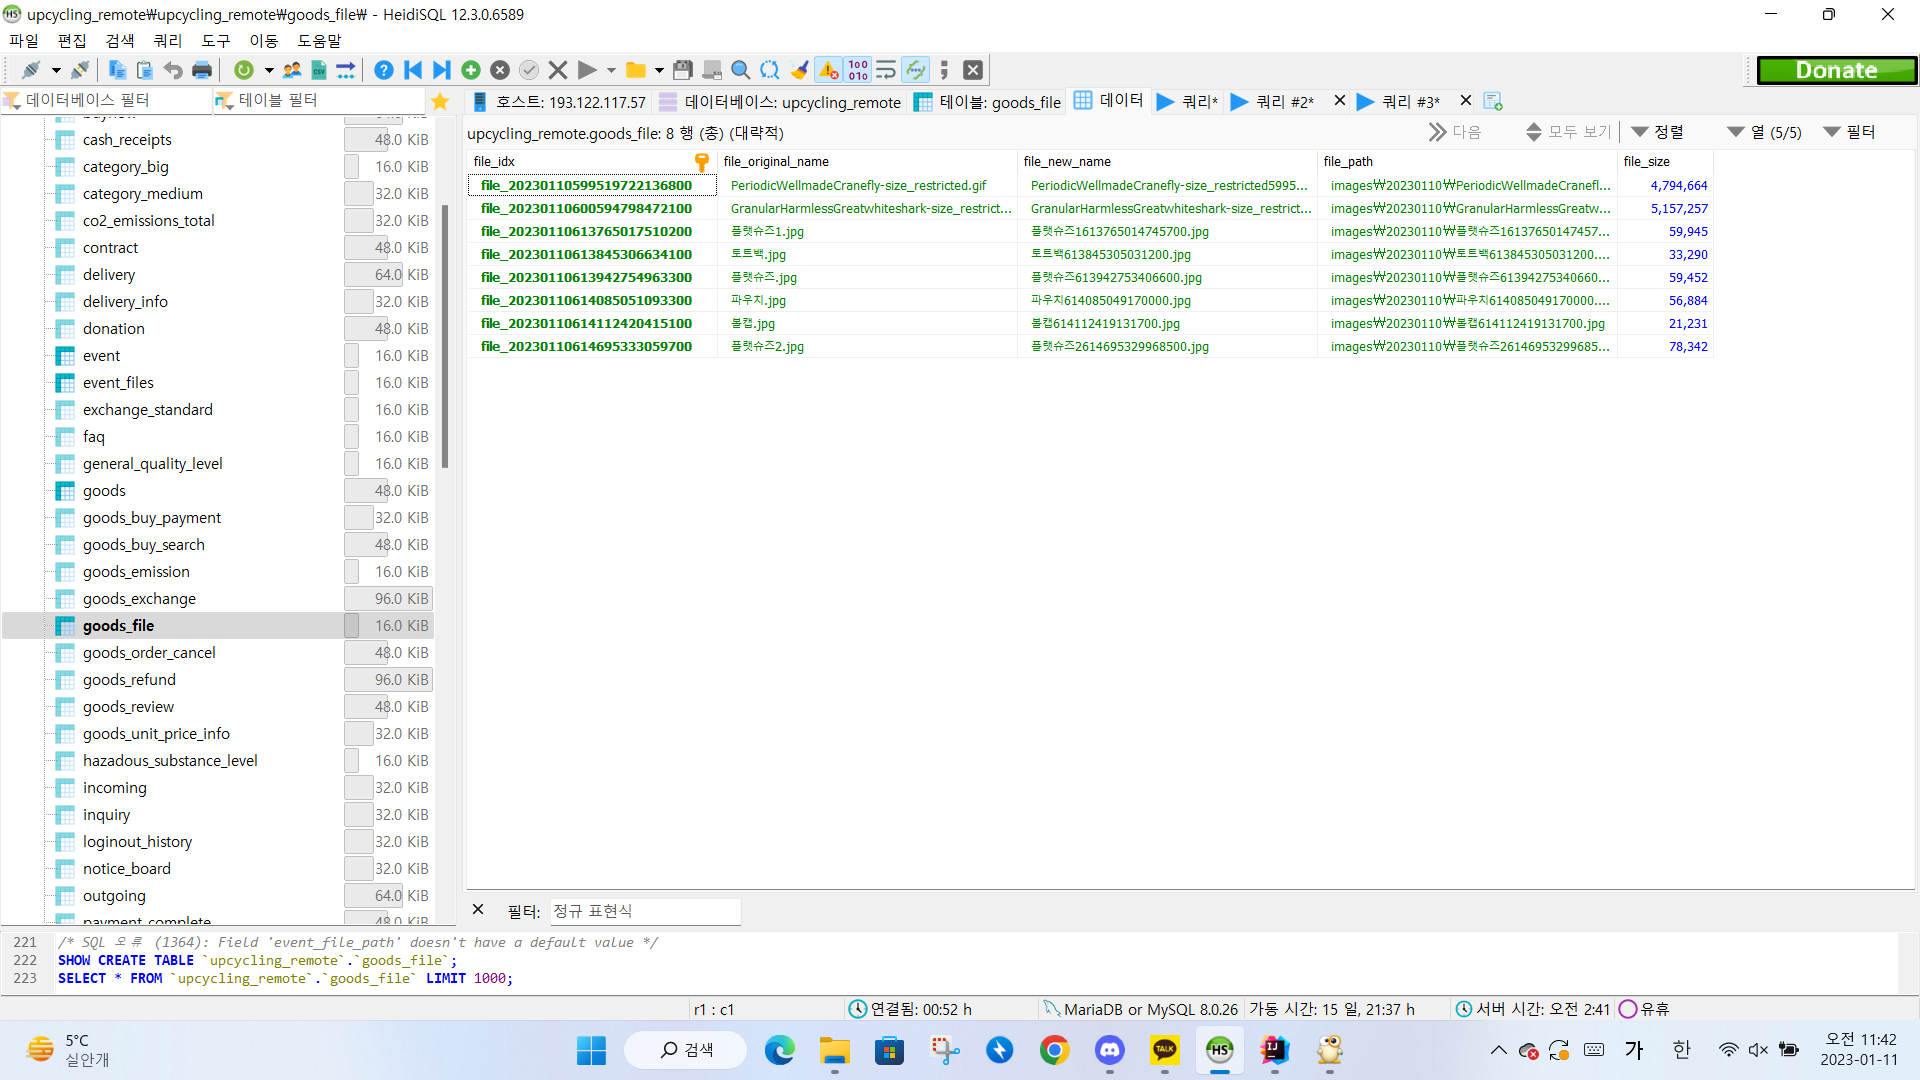 upcycling_remote₩upcycling_remote₩goods_file₩ - HeidiSQL 12.3.0.6589
파일 편집 검색 쿼리 도구 이동 도움말
Donate
데이터베이스 필터 테이블 필터
호스트: 193.122.117.57 데이터베이스: upcycling_remote 테이블: goods_file 데이터 쿼리* 쿼리 #2* 쿼리 #3*
upcycling_remote.goods_file: 8 행 (총) (대략적) 다음 모두 보기 정렬 열 (5/5) 필터
file_idx file_original_name file_new_name file_path file_size
file_20230110599519722136800 PeriodicWellmadeCranefly-size_restricted.gif PeriodicWellmadeCranefly-size_restricted5995... images₩20230110₩PeriodicWellmadeCranefl... 4,794,664
file_20230110600594798472100 GranularHarmlessGreatwhiteshark-size_restrict... GranularHarmlessGreatwhiteshark-size_restrict... images₩20230110₩GranularHarmlessGreatw... 5,157,257
file_20230110613765017510200 플랫슈즈1.jpg 플랫슈즈1613765014745700.jpg images₩20230110₩플랫슈즈16137650147457... 59,945
file_20230110613845306634100 토트백.jpg 토트백613845305031200.jpg images₩20230110₩토트백613845305031200.... 33,290
file_20230110613942754963300 플랫슈즈.jpg 플랫슈즈613942753406600.jpg images₩20230110₩플랫슈즈61394275340660... 59,452
file_20230110614085051093300 파우치.jpg 파우치614085049170000.jpg images₩20230110₩파우치614085049170000.... 56,884
file_20230110614112420415100 볼캡.jpg 볼캡614112419131700.jpg images₩20230110₩볼캡614112419131700.jpg 21,231
file_20230110614695333059700 플랫슈즈2.jpg 플랫슈즈2614695329968500.jpg images₩20230110₩플랫슈즈26146953299685... 78,342
cash_receipts 48.0 KiB
category_big 16.0 KiB
category_medium 32.0 KiB
co2_emissions_total 32.0 KiB
contract 48.0 KiB
delivery 64.0 KiB
delivery_info 32.0 KiB
donation 48.0 KiB
event 16.0 KiB
event_files 16.0 KiB
exchange_standard 16.0 KiB
faq 16.0 KiB
general_quality_level 16.0 KiB
goods 48.0 KiB
goods_buy_payment 32.0 KiB
goods_buy_search 48.0 KiB
goods_emission 16.0 KiB
goods_exchange 96.0 KiB
goods_file 16.0 KiB
goods_order_cancel 48.0 KiB
goods_refund 96.0 KiB
goods_review 48.0 KiB
goods_unit_price_info 32.0 KiB
hazadous_substance_level 16.0 KiB
incoming 32.0 KiB
inquiry 32.0 KiB
loginout_history 32.0 KiB
notice_board 32.0 KiB
outgoing 64.0 KiB
payment_complete 48.0 KiB
필터: 정규 표현식
221 /* SQL 오류 (1364): Field 'event_file_path' doesn't have a default value */
222 SHOW CREATE TABLE `upcycling_remote`.`goods_file`;
223 SELECT * FROM `upcycling_remote`.`goods_file` LIMIT 1000;
r1 : c1 연결됨: 00:52 h MariaDB or MySQL 8.0.26 가동 시간: 15 일, 21:37 h 서버 시간: 오전 2:41 유휴
5°C
실안개
검색
TALK
HS
IJ
가 한
오전 11:42
2023-01-11